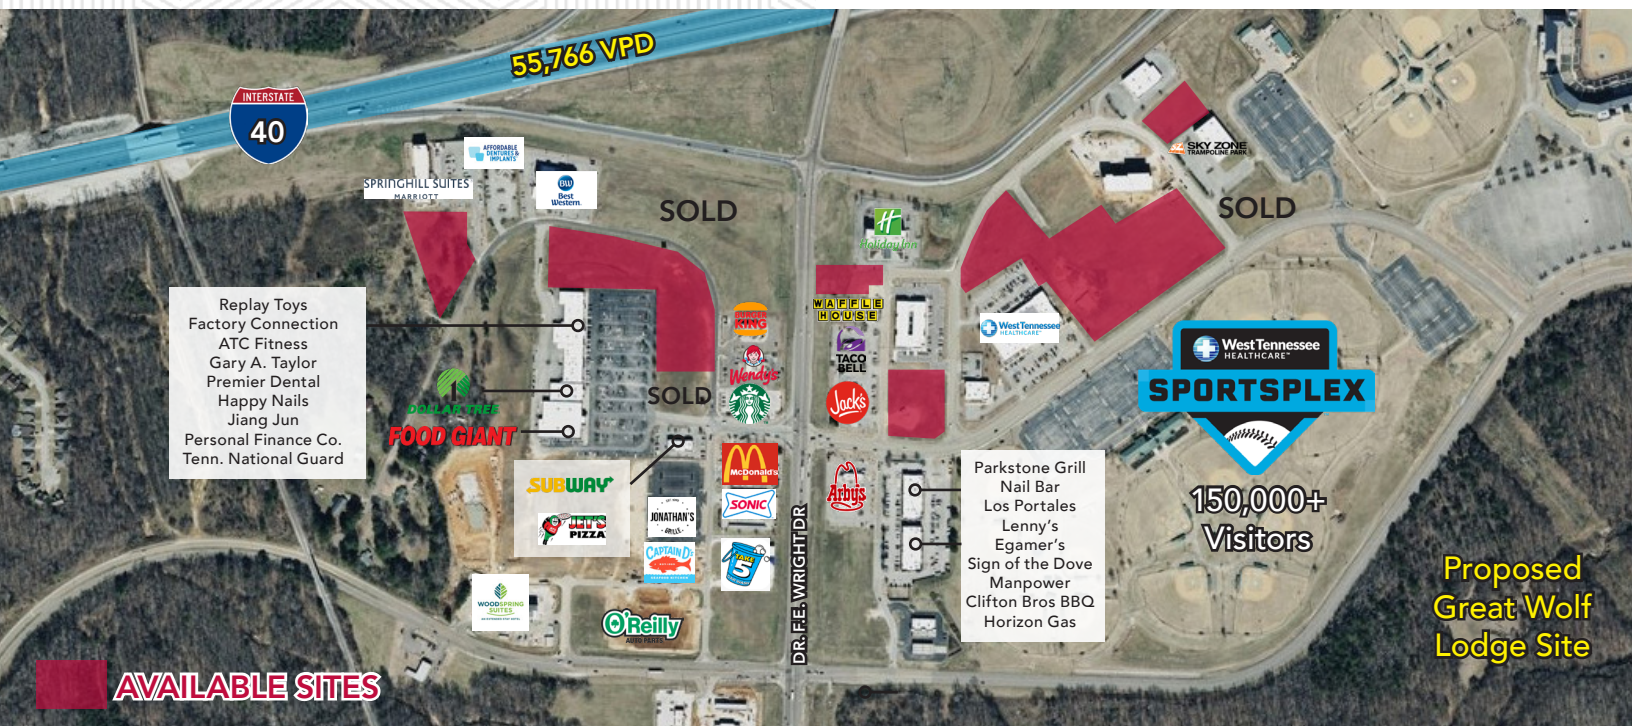 55,766 VPD
INTERSTATE
40
AFFORDABLE
DENTURES &
IMPLANTS
SPRINGHILL SUITES
MARRIOTT
BW
Best
Western.
SOLD
H
Holiday Inn
SKY ZONE
TRAMPOLINE PARK
SOLD
Replay Toys
Factory Connection
ATC Fitness
Gary A. Taylor
Premier Dental
Happy Nails
Jiang Jun
Personal Finance Co.
Tenn. National Guard
DOLLAR TREE
FOOD GIANT
BURGER
KING
Wendy's
SOLD
WAFFLE
HOUSE
TACO
BELL
Jack's
West Tennessee
HEALTHCARE
West Tennessee
HEALTHCARE™
SPORTSPLEX
150,000+
Visitors
SUBWAY
JET'S
PIZZA
McDonald's
SONIC
JONATHAN'S
GRILLE
CAPTAIN D's
SEAFOOD KITCHEN
TAKE
5
Arby's
Parkstone Grill
Nail Bar
Los Portales
Lenny's
Egamer's
Sign of the Dove
Manpower
Clifton Bros BBQ
Horizon Gas
WOODSPRING
SUITES
O'Reilly
AUTO PARTS
DR. F.E. WRIGHT DR
Proposed
Great Wolf
Lodge Site
AVAILABLE SITES